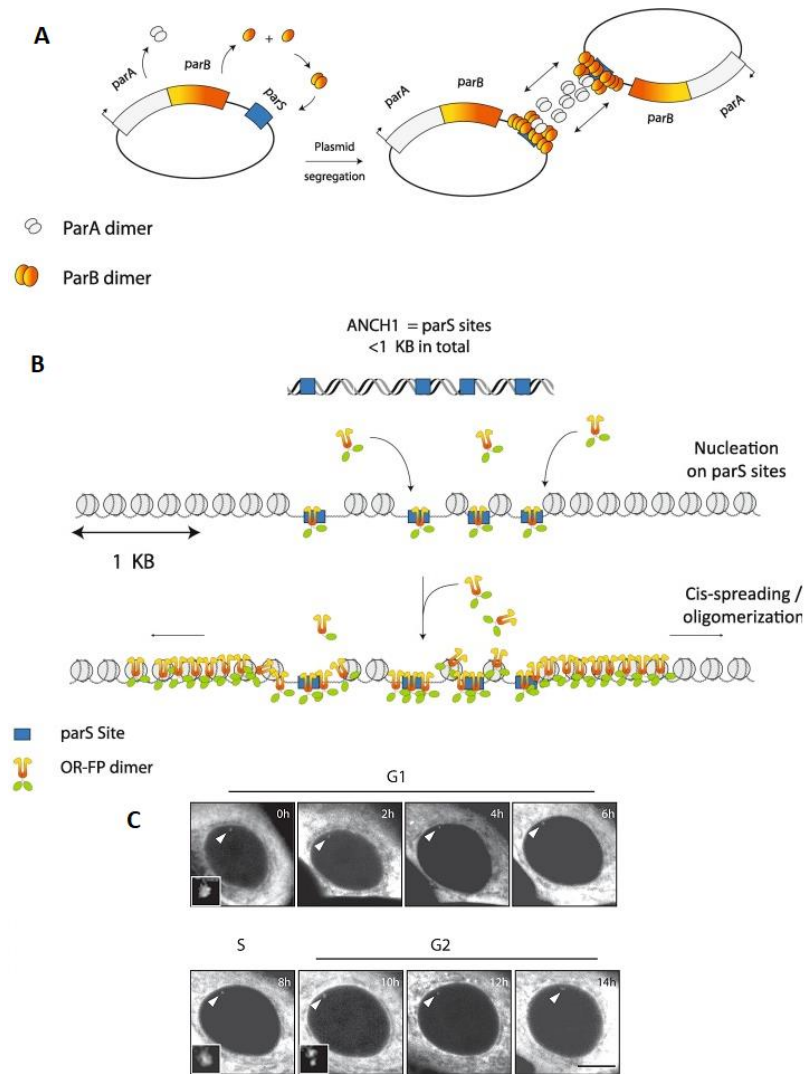 A
parA
parB
+
parS
Plasmid
segregation
parA
parB
parB
parA
ParA dimer
ParB dimer
B
ANCH1 = parS sites
<1 KB in total
Nucleation
on parS sites
1 KB
Cis-spreading /
oligomerization
parS Site
OR-FP dimer
C
G1
0h
2h
4h
6h
S
G2
8h
10h
12h
14h